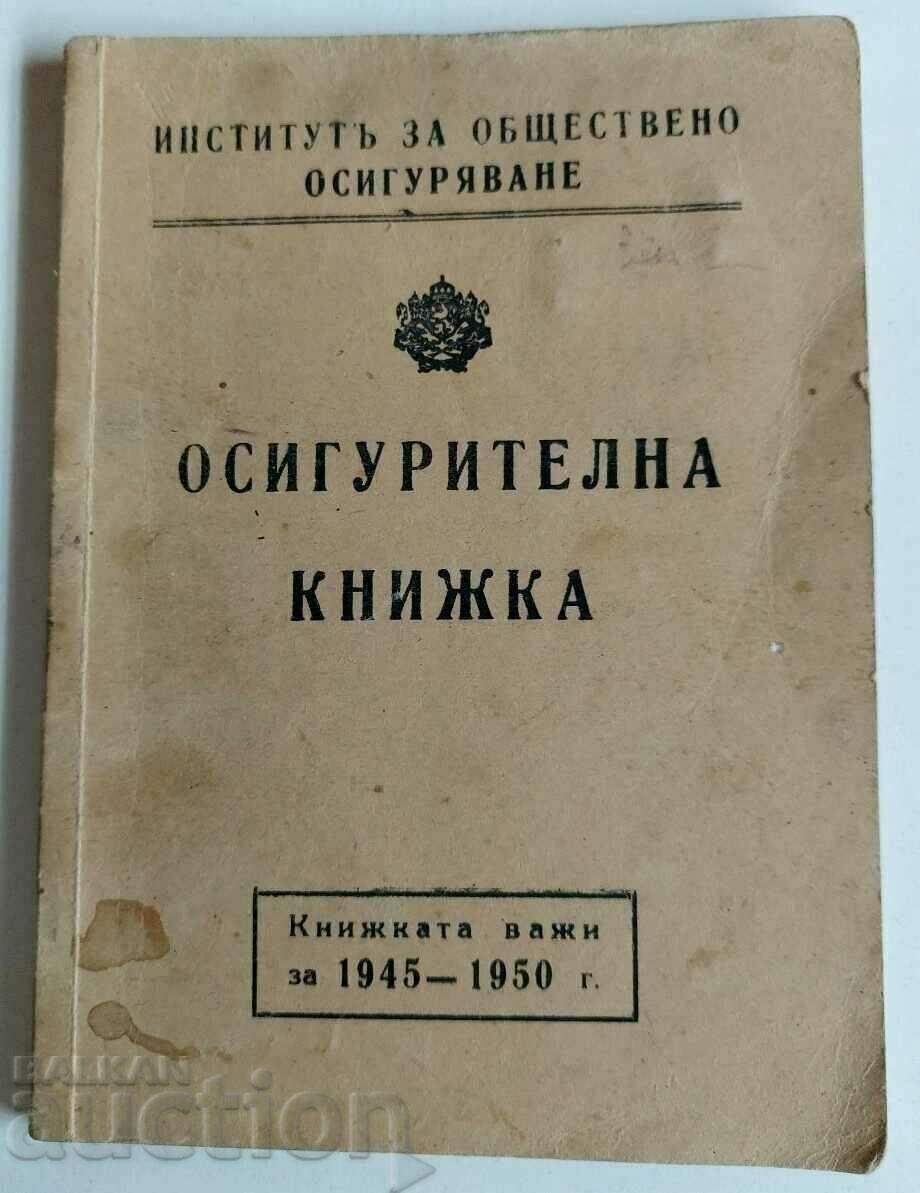 ИНСТИТУТЪ ЗА ОБЩЕСТВЕНО
ОСИГУРЯВАНЕ
ОСИГУРИТЕЛНА
КНИЖКА
Книжката важи
за 1945—1950 г.
BALKAN
auction